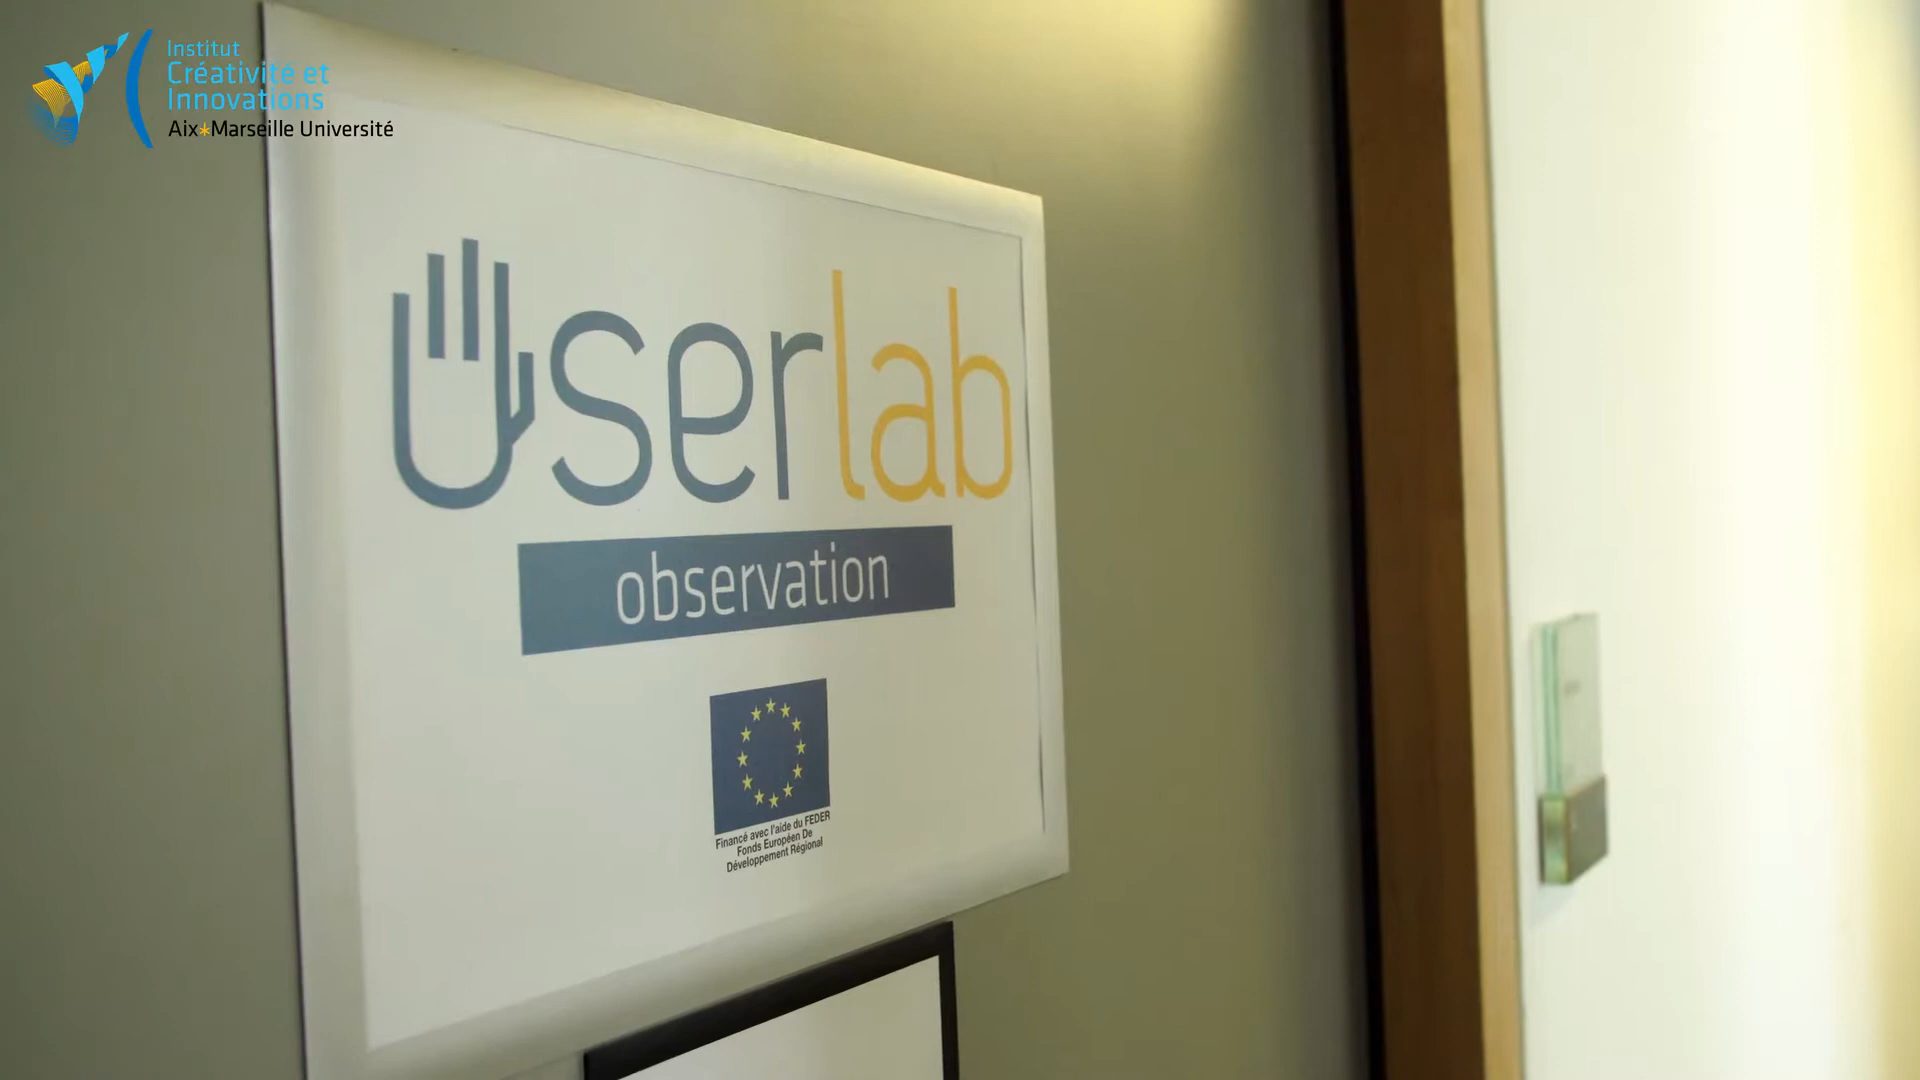 Institut
Créativité et
Innovations
Aix*Marseille Université
userlab
observation
Financé avec l'aide du FEDER
Fonds Européen De
Développement Régional